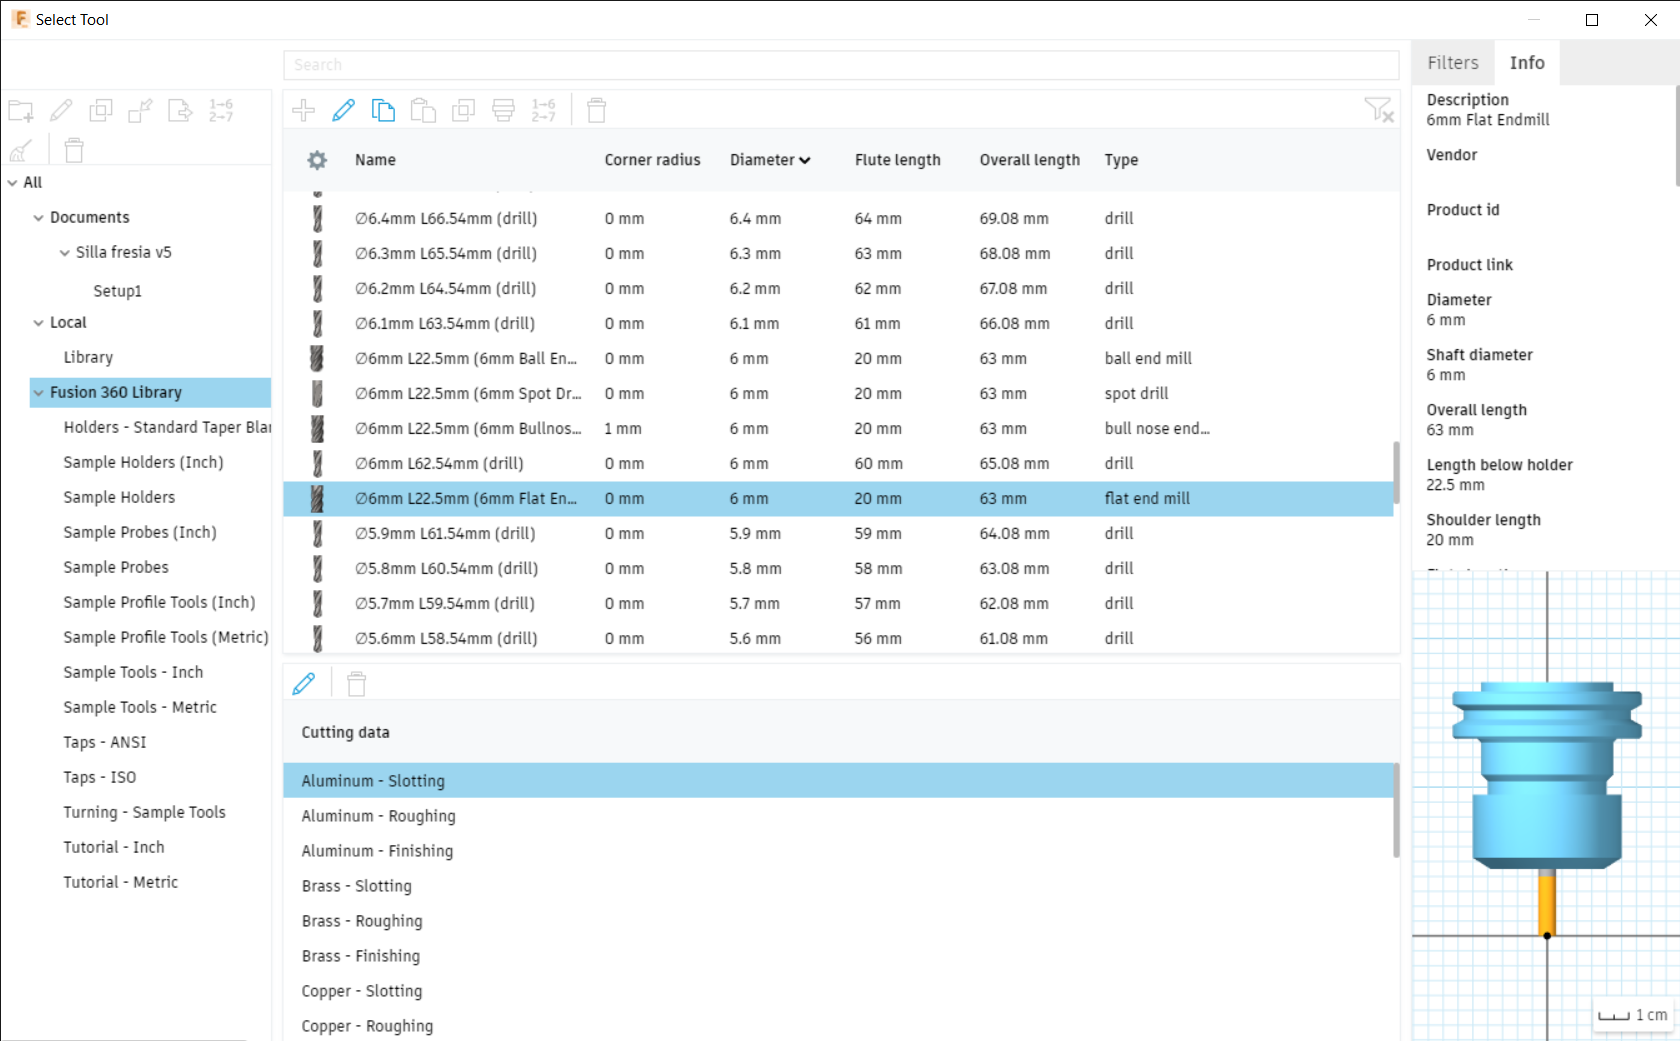 Select Tool
Search
Filters
Info
1→6
2→7
1→6
2→7
All
Documents
Silla fresia v5
Setup1
Local
Library
Fusion 360 Library
Holders - Standard Taper Blan
Sample Holders (Inch)
Sample Holders
Sample Probes (Inch)
Sample Probes
Sample Profile Tools (Inch)
Sample Profile Tools (Metric)
Sample Tools - Inch
Sample Tools - Metric
Taps - ANSI
Taps - ISO
Turning - Sample Tools
Tutorial - Inch
Tutorial - Metric
Name Corner radius Diameter Flute length Overall length Type
∅6.4mm L66.54mm (drill) 0 mm 6.4 mm 64 mm 69.08 mm drill
∅6.3mm L65.54mm (drill) 0 mm 6.3 mm 63 mm 68.08 mm drill
∅6.2mm L64.54mm (drill) 0 mm 6.2 mm 62 mm 67.08 mm drill
∅6.1mm L63.54mm (drill) 0 mm 6.1 mm 61 mm 66.08 mm drill
∅6mm L22.5mm (6mm Ball En... 0 mm 6 mm 20 mm 63 mm ball end mill
∅6mm L22.5mm (6mm Spot Dr... 0 mm 6 mm 20 mm 63 mm spot drill
∅6mm L22.5mm (6mm Bullnos... 1 mm 6 mm 20 mm 63 mm bull nose end...
∅6mm L62.54mm (drill) 0 mm 6 mm 60 mm 65.08 mm drill
∅6mm L22.5mm (6mm Flat En... 0 mm 6 mm 20 mm 63 mm flat end mill
∅5.9mm L61.54mm (drill) 0 mm 5.9 mm 59 mm 64.08 mm drill
∅5.8mm L60.54mm (drill) 0 mm 5.8 mm 58 mm 63.08 mm drill
∅5.7mm L59.54mm (drill) 0 mm 5.7 mm 57 mm 62.08 mm drill
∅5.6mm L58.54mm (drill) 0 mm 5.6 mm 56 mm 61.08 mm drill
Cutting data
Aluminum - Slotting
Aluminum - Roughing
Aluminum - Finishing
Brass - Slotting
Brass - Roughing
Brass - Finishing
Copper - Slotting
Copper - Roughing
Description
6mm Flat Endmill
Vendor
Product id
Product link
Diameter
6 mm
Shaft diameter
6 mm
Overall length
63 mm
Length below holder
22.5 mm
Shoulder length
20 mm
1 cm